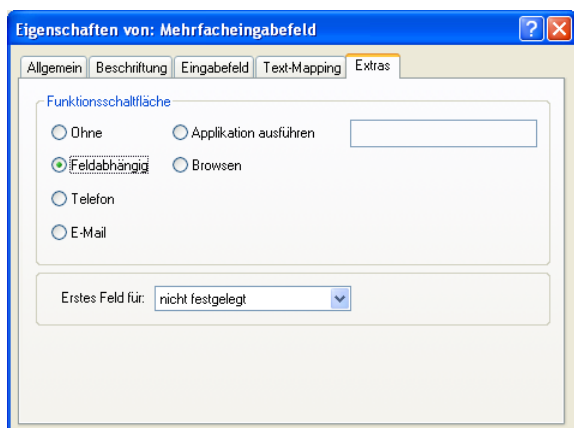 Eigenschaften von: Mehrfacheingabefeld
Allgemein Beschriftung Eingabefeld Text-Mapping Extras
Funktionsschaltfläche
Ohne Applikation ausführen
Feldabhängig Browsen
Telefon
E-Mail
Erstes Feld für: nicht festgelegt